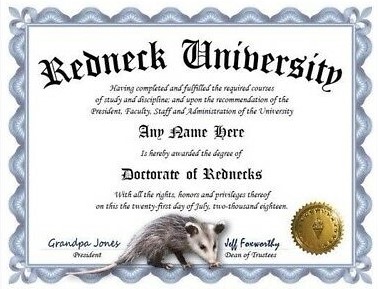 Redneck University
Having completed and fulfilled the required courses
of study and discipline; and upon the recommendation of the
President, Faculty, Staff and Administration of the University
Any Name Here
Is hereby awarded the degree of
Doctorate of Rednecks
With all the rights, honors and privileges thereof
on this the twenty-first day of July, two-thousand eighteen.
Grandpa Jones
President
Jeff Foxworthy
Dean of Trustees